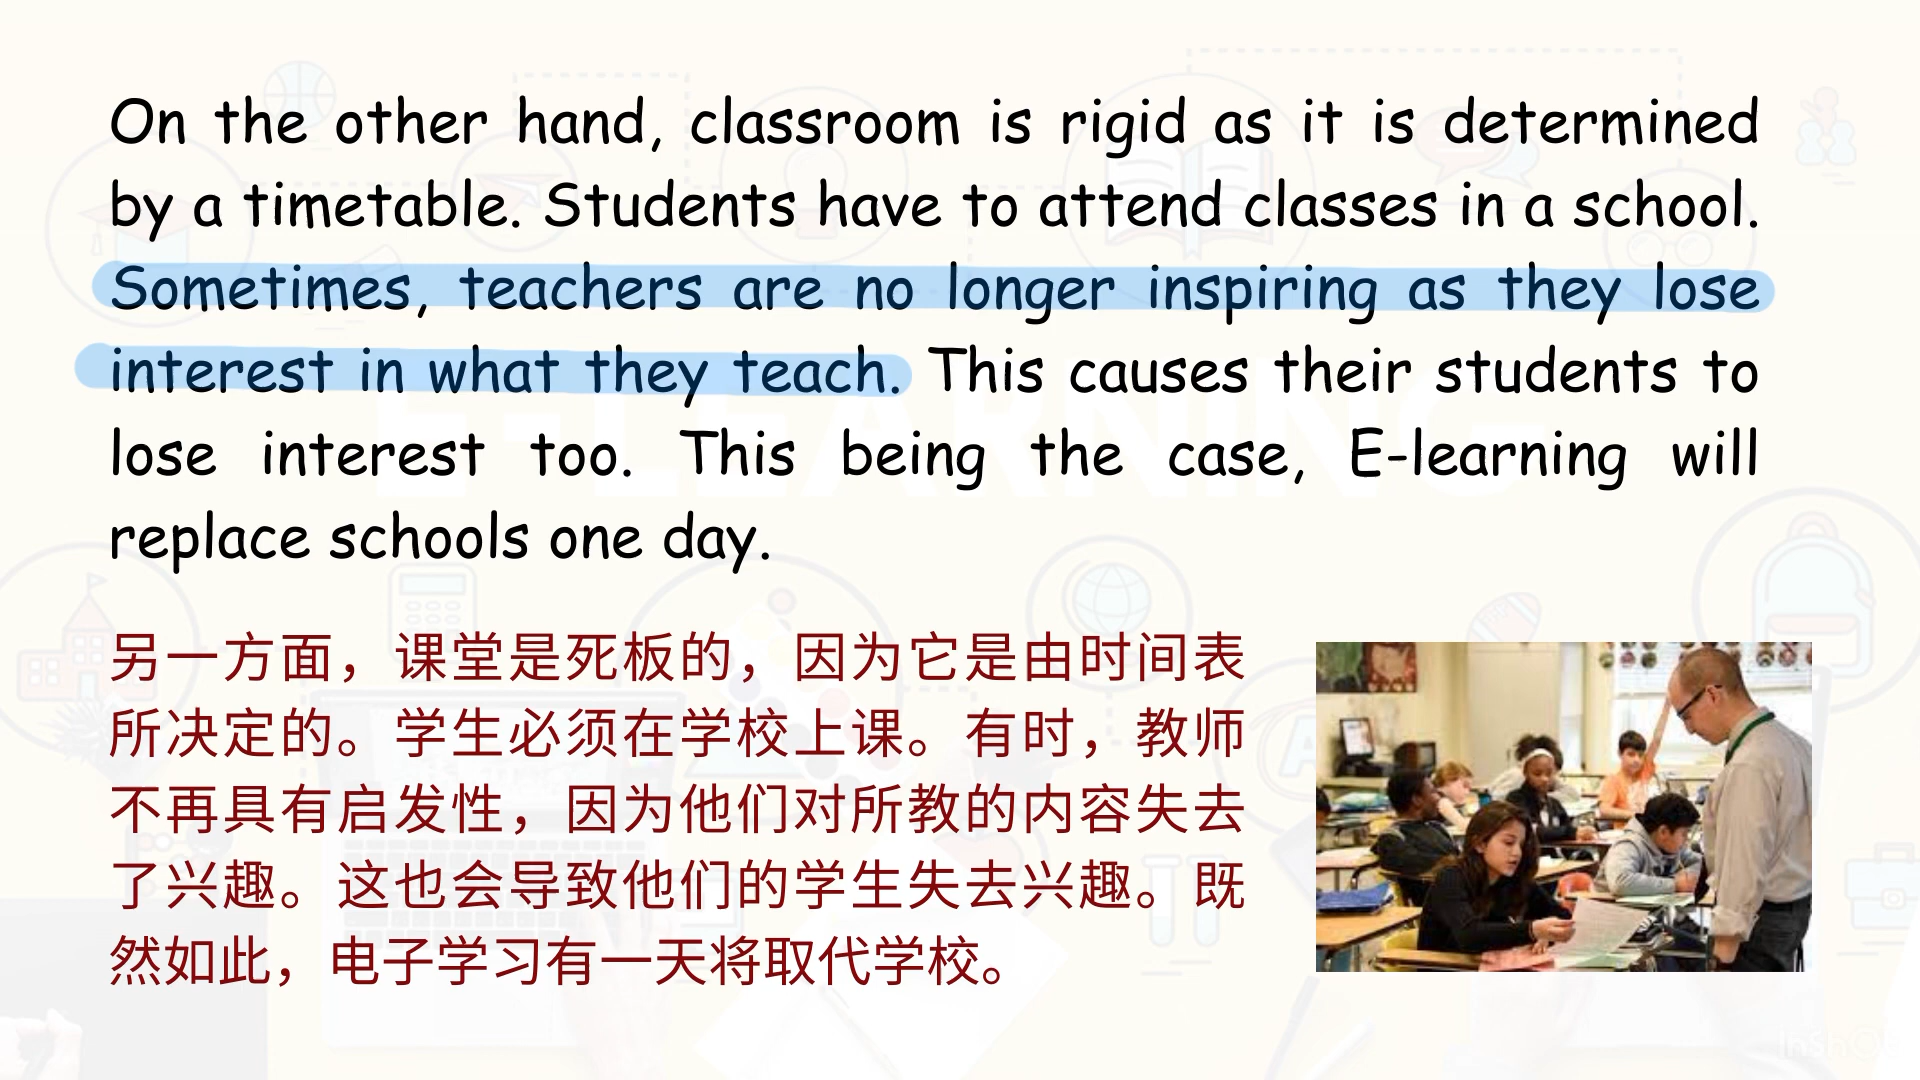 On the other hand, classroom is rigid as it is determined
by a timetable. Students have to attend classes in a school.
Sometimes, teachers are no longer inspiring as they lose
interest in what they teach. This causes their students to
lose interest too. This being the case, E-learning will
replace schools one day.
另一方面，课堂是死板的，因为它是由时间表
所决定的。学生必须在学校上课。有时，教师
不再具有启发性，因为他们对所教的内容失去
了兴趣。这也会导致他们的学生失去兴趣。既
然如此，电子学习有一天将取代学校。
E-LEARNING
InShOt